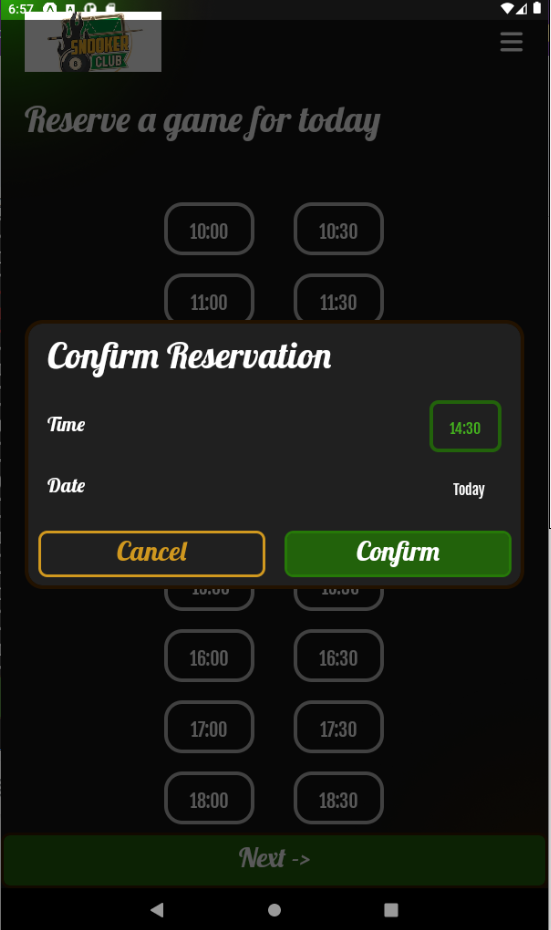 6:57
SNOOKER
8 CLUB
Reserve a game for today
10:00 10:30
11:00 11:30
Confirm Reservation
Time 14:30
Date Today
Cancel Confirm
16:00 16:30
17:00 17:30
18:00 18:30
Next ->